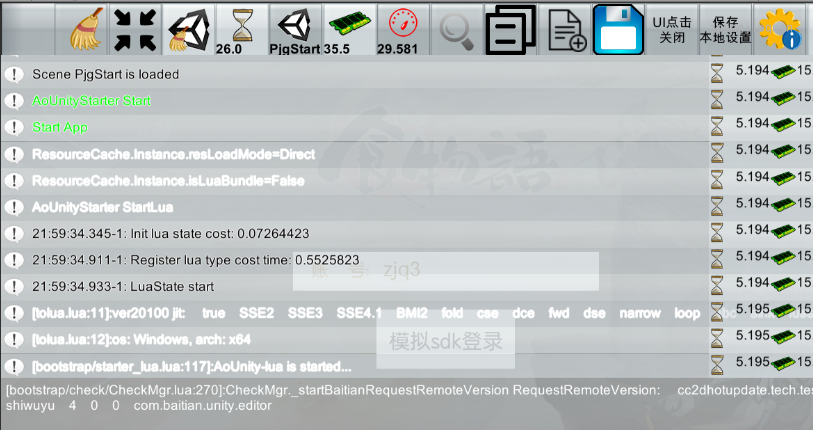 26.0
PjgStart 35.5
29.581
UI点击
关闭
保存
本地设置
Scene PjgStart is loaded
5.194 15
AoUnityStarter Start
5.194 15
Start App
5.194 15
ResourceCache.Instance.resLoadMode=Direct
5.194 15
ResourceCache.Instance.isLuaBundle=False
5.194 15
AoUnityStarter StartLua
5.194 15
21:59:34.345-1: Init lua state cost: 0.07264423
5.194 15
21:59:34.911-1: Register lua type cost time: 0.5525823
5.194 15
21:59:34.933-1: LuaState start
5.194 15
[tolua.lua:11]:ver20100 jit: true SSE2 SSE3 SSE4.1 BMI2 fold cse dce fwd dse narrow loop
5.195 15
[tolua.lua:12]:os: Windows, arch: x64
5.195 15
[bootstrap/starter_lua.lua:117]:AoUnity-lua is started...
5.195 15
食物語
账 号 zjq3
模拟sdk登录
[bootstrap/check/CheckMgr.lua:270]:CheckMgr._startBaitianRequestRemoteVersion RequestRemoteVersion: cc2dhotupdate.tech.tes
shiwuyu 4 0 0 com.baitian.unity.editor